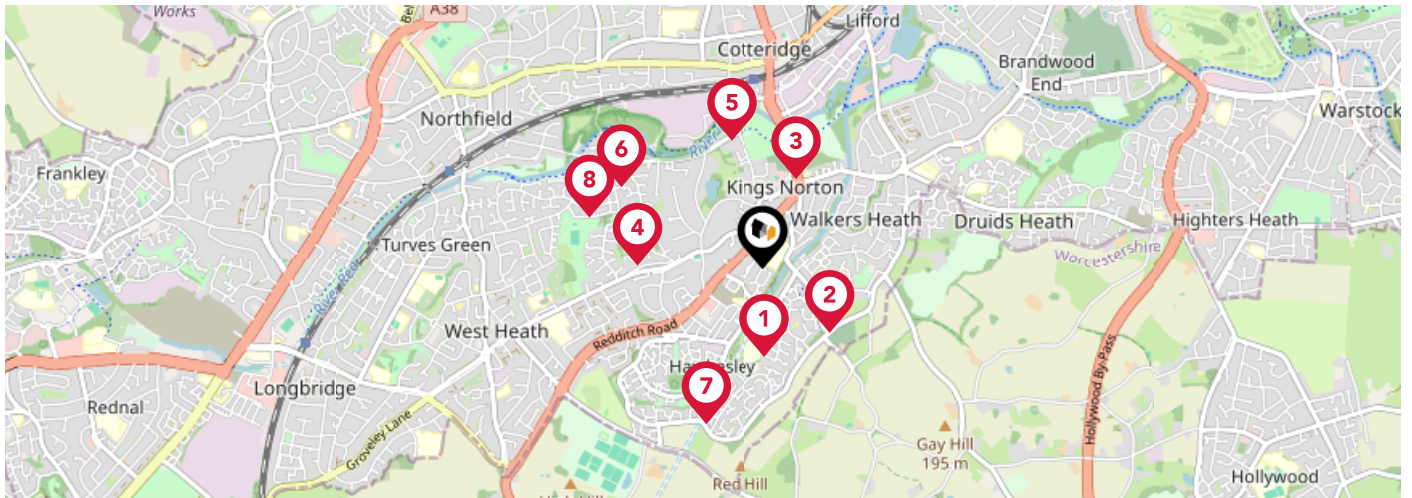 Works
A38
Lifford
Cotteridge
Brandwood
End
Warstock
5
Northfield
3
6
Frankley
8
Kings Norton
4
Walkers Heath
Druids Heath
Highters Heath
Turves Green
Worcestershire
River Rea
2
1
West Heath
Redditch Road
7
Longbridge
Rednal
Hollywood By-Pass
Groveley Lane
Gay Hill
195 m
Hollywood
Red Hill